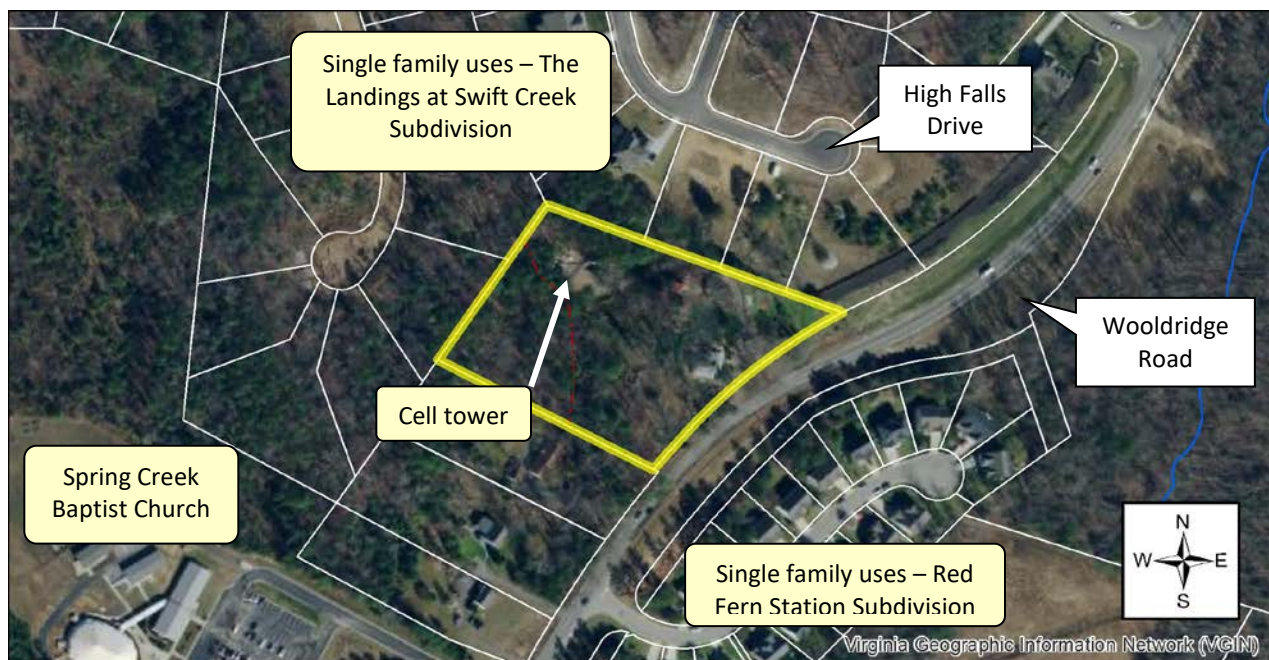 Single family uses – The
Landings at Swift Creek
Subdivision
High Falls
Drive
Wooldridge
Road
Cell tower
Spring Creek
Baptist Church
Single family uses – Red
Fern Station Subdivision
N
W E
S
Virginia Geographic Information Network (VGIN)